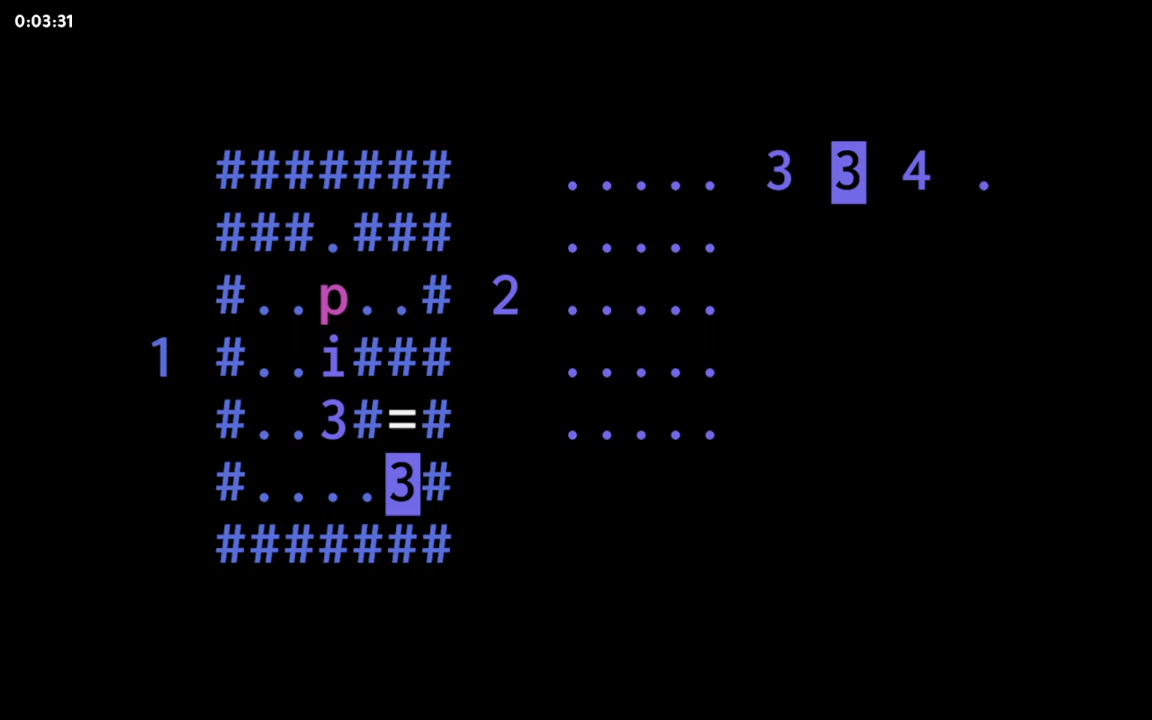 0:03:31
####### ..... 3 3 4 .
###.### .....
#..p..# 2 .....
1 #..i###
 .....
#..3#=# .....
#....3#
#######